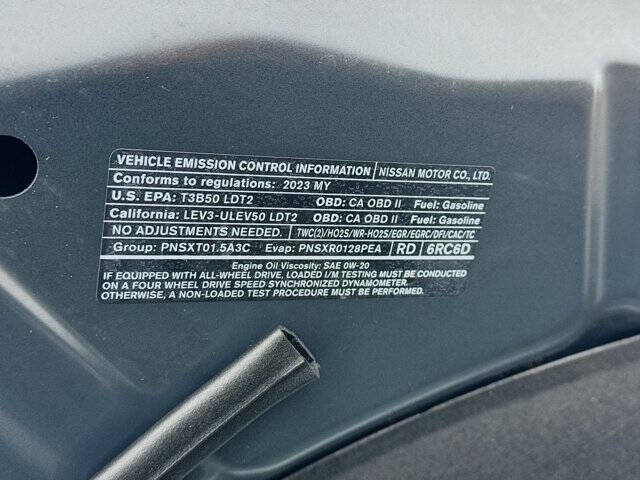 VEHICLE EMISSION CONTROL INFORMATION NISSAN MOTOR CO., LTD.
Conforms to regulations: 2023 MY
U.S. EPA: T3B50 LDT2 OBD: CA OBD II Fuel: Gasoline
California: LEV3-ULEV50 LDT2 OBD: CA OBD II Fuel: Gasoline
NO ADJUSTMENTS NEEDED. TWC(2)/HO2S/WR-HO2S/EGR/EGRC/DFI/CAC/TC
Group: PNSXT01.5A3C Evap: PNSXR0128PEA RD 6RC6D
Engine Oil Viscosity: SAE 0W-20
IF EQUIPPED WITH ALL-WHEEL DRIVE, LOADED I/M TESTING MUST BE CONDUCTED
ON A FOUR WHEEL DRIVE SPEED SYNCHRONIZED DYNAMOMETER.
OTHERWISE, A NON-LOADED TEST PROCEDURE MUST BE PERFORMED.